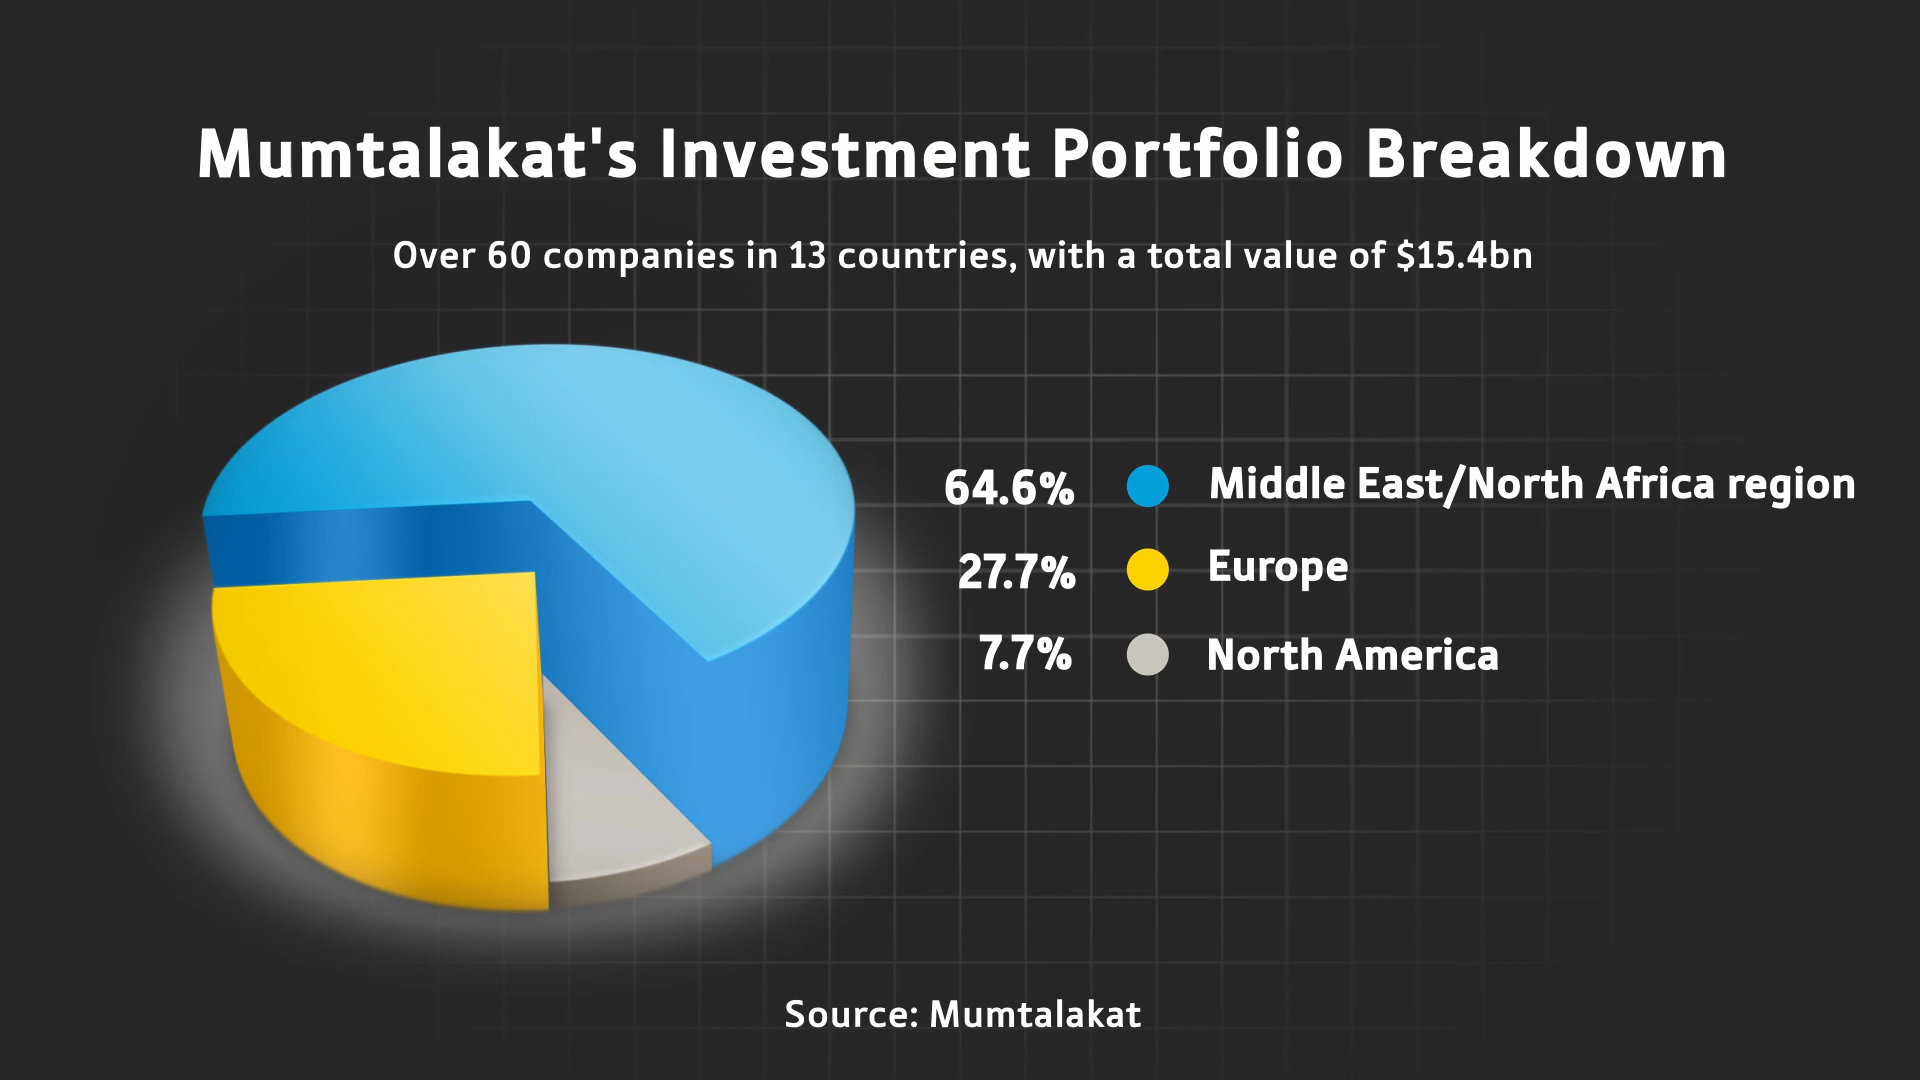 Mumtalakat's Investment Portfolio Breakdown
Over 60 companies in 13 countries, with a total value of $15.4bn
64.6% Middle East/North Africa region
27.7% Europe
7.7% North America
Source: Mumtalakat